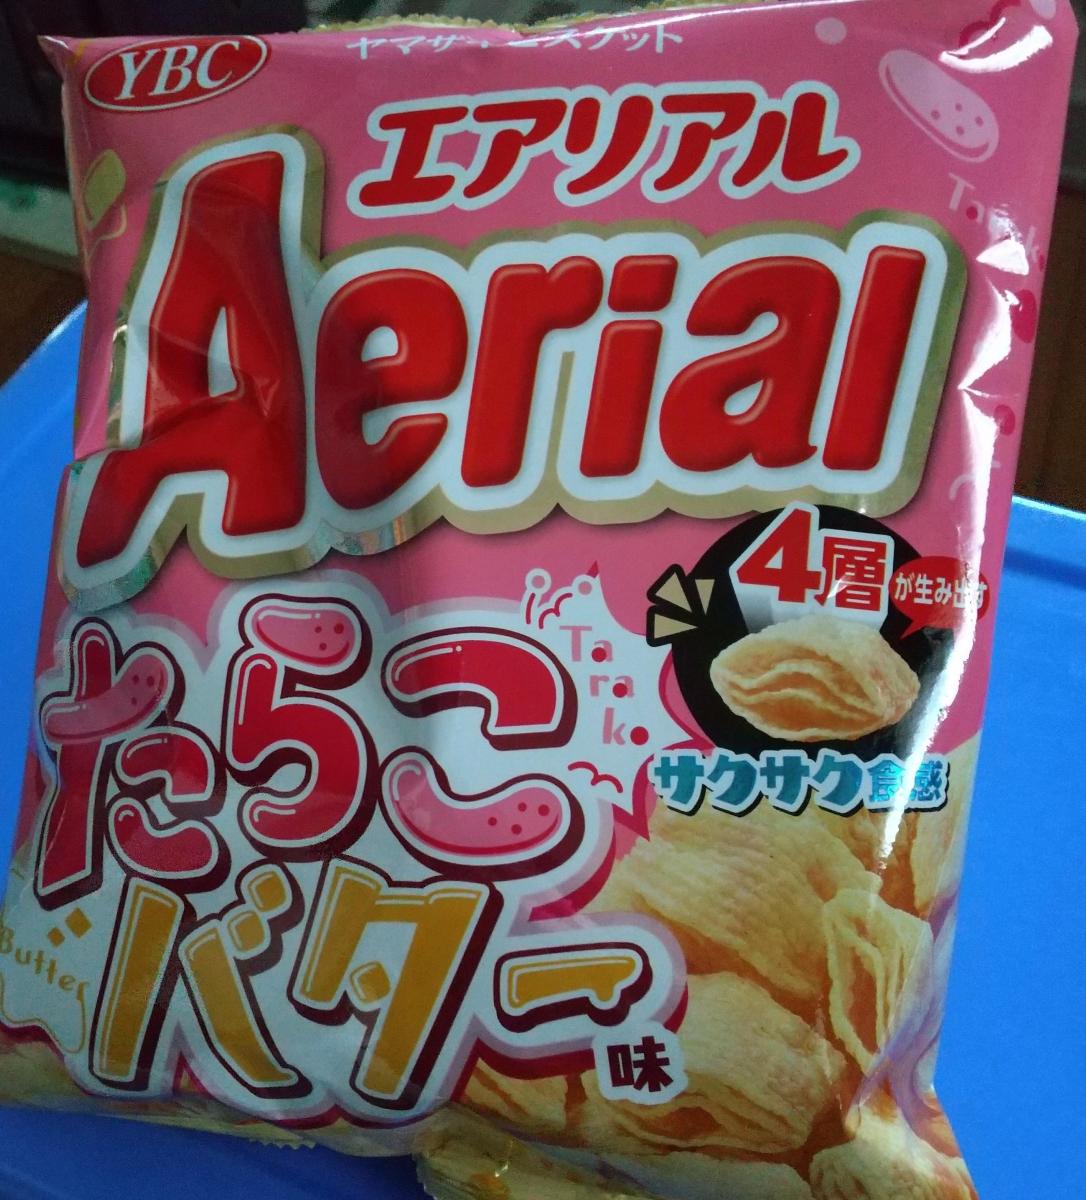 YBC
ヤマザキビスケット
エアリアル
Aerial
4層
が生み出す
サクサク食感
たらこ
Ta
ra
ko
バター
味
Butter